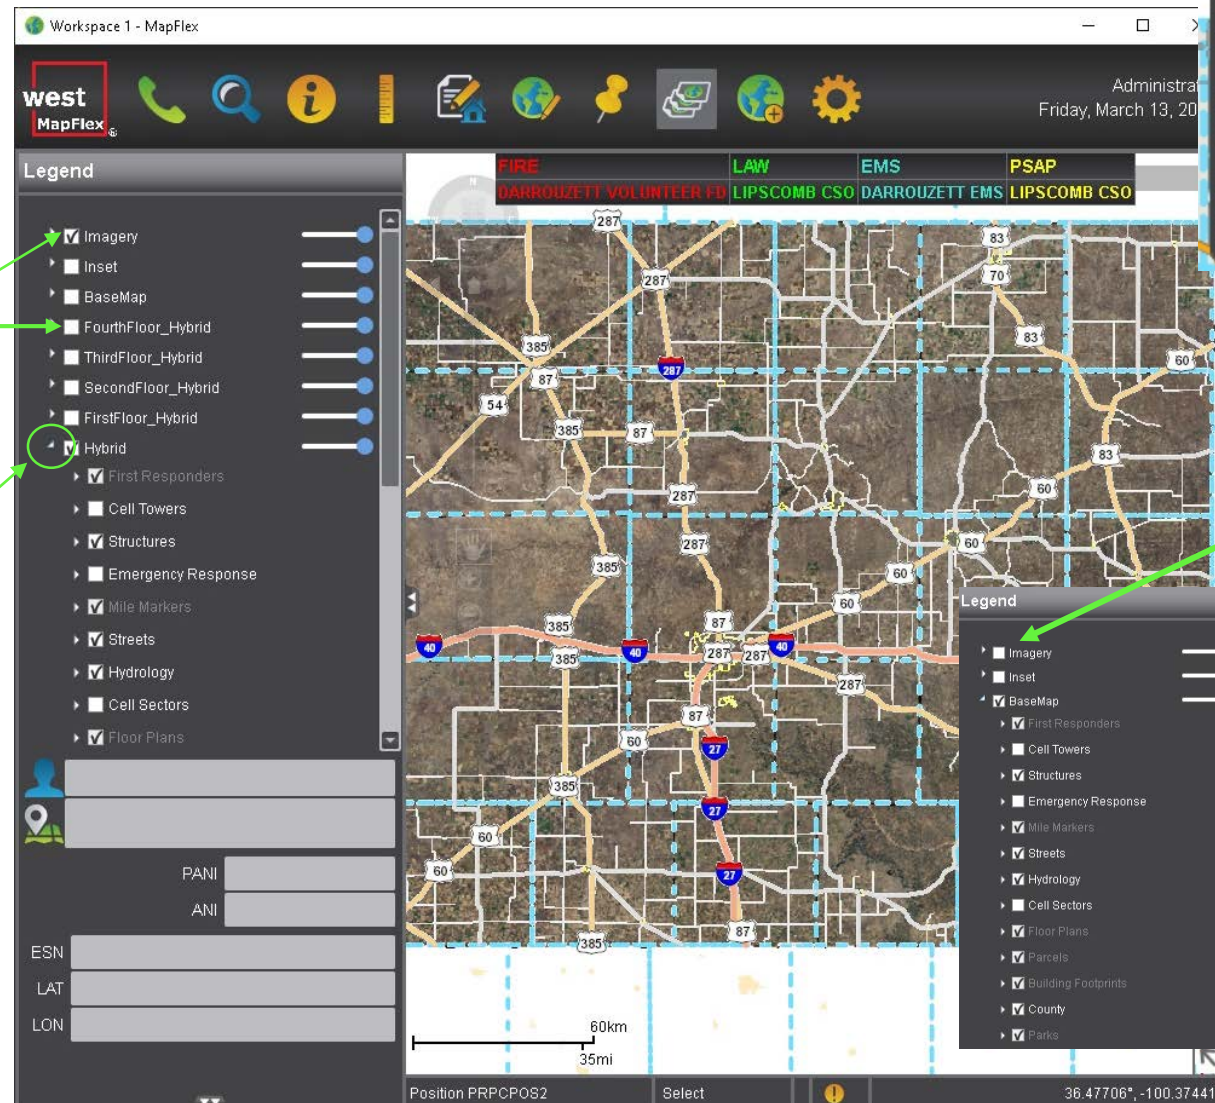 Workspace 1 - MapFlex
west
MapFlex ®
Administra
Friday, March 13, 20
Legend
FIRE LAW EMS PSAP
DARROUZETT VOLUNTEER FD LIPSCOMB CSO DARROUZETT EMS LIPSCOMB CSO
Imagery
Inset
BaseMap
FourthFloor_Hybrid
ThirdFloor_Hybrid
SecondFloor_Hybrid
FirstFloor_Hybrid
Hybrid
First Responders
Cell Towers
Structures
Emergency Response
Mile Markers
Streets
Hydrology
Cell Sectors
Floor Plans
PANI
ANI
ESN
LAT
LON
N
287
83
287
70
385
83
287
60
87
54
385
87
83
287
60
287
60
385
60
60
385
87
40
40
287
287
40
385
287
87
60
27
385
27
60
60
27
87
385
60km
35mi
Legend
Imagery
Inset
BaseMap
First Responders
Cell Towers
Structures
Emergency Response
Mile Markers
Streets
Hydrology
Cell Sectors
Floor Plans
Parcels
Building Footprints
County
Parks
Position PRPCPOS2 Select 36.47706°, -100.37441